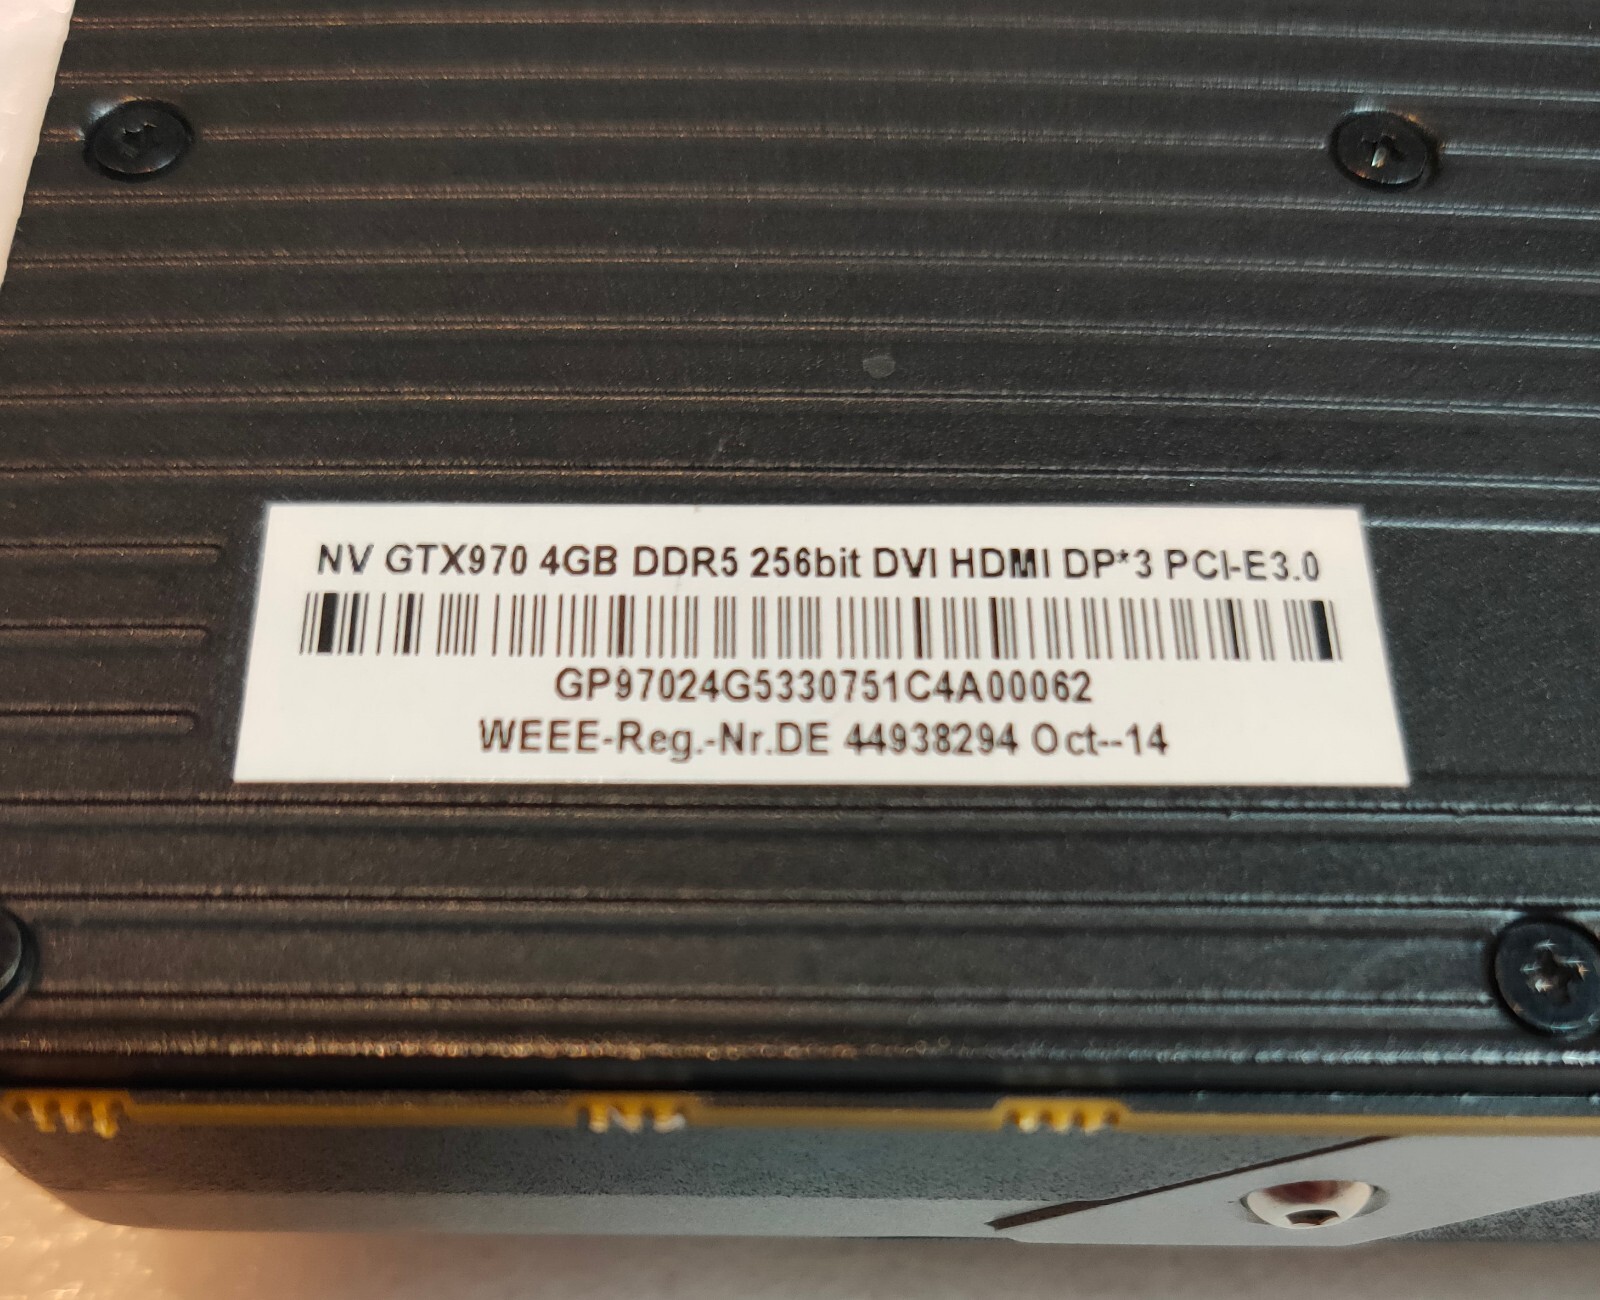 NV GTX970 4GB DDR5 256bit DVI HDMI DP*3 PCI-E3.0
GP97024G5330751C4A00062
WEEE-Reg.-Nr.DE 44938294 Oct--14